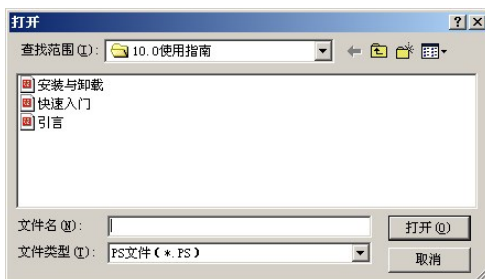 打开
查找范围(I): 10.0使用指南
安装与卸载
快速入门
引言
文件名(N): 打开(O)
文件类型(T): PS文件(*.PS) 取消